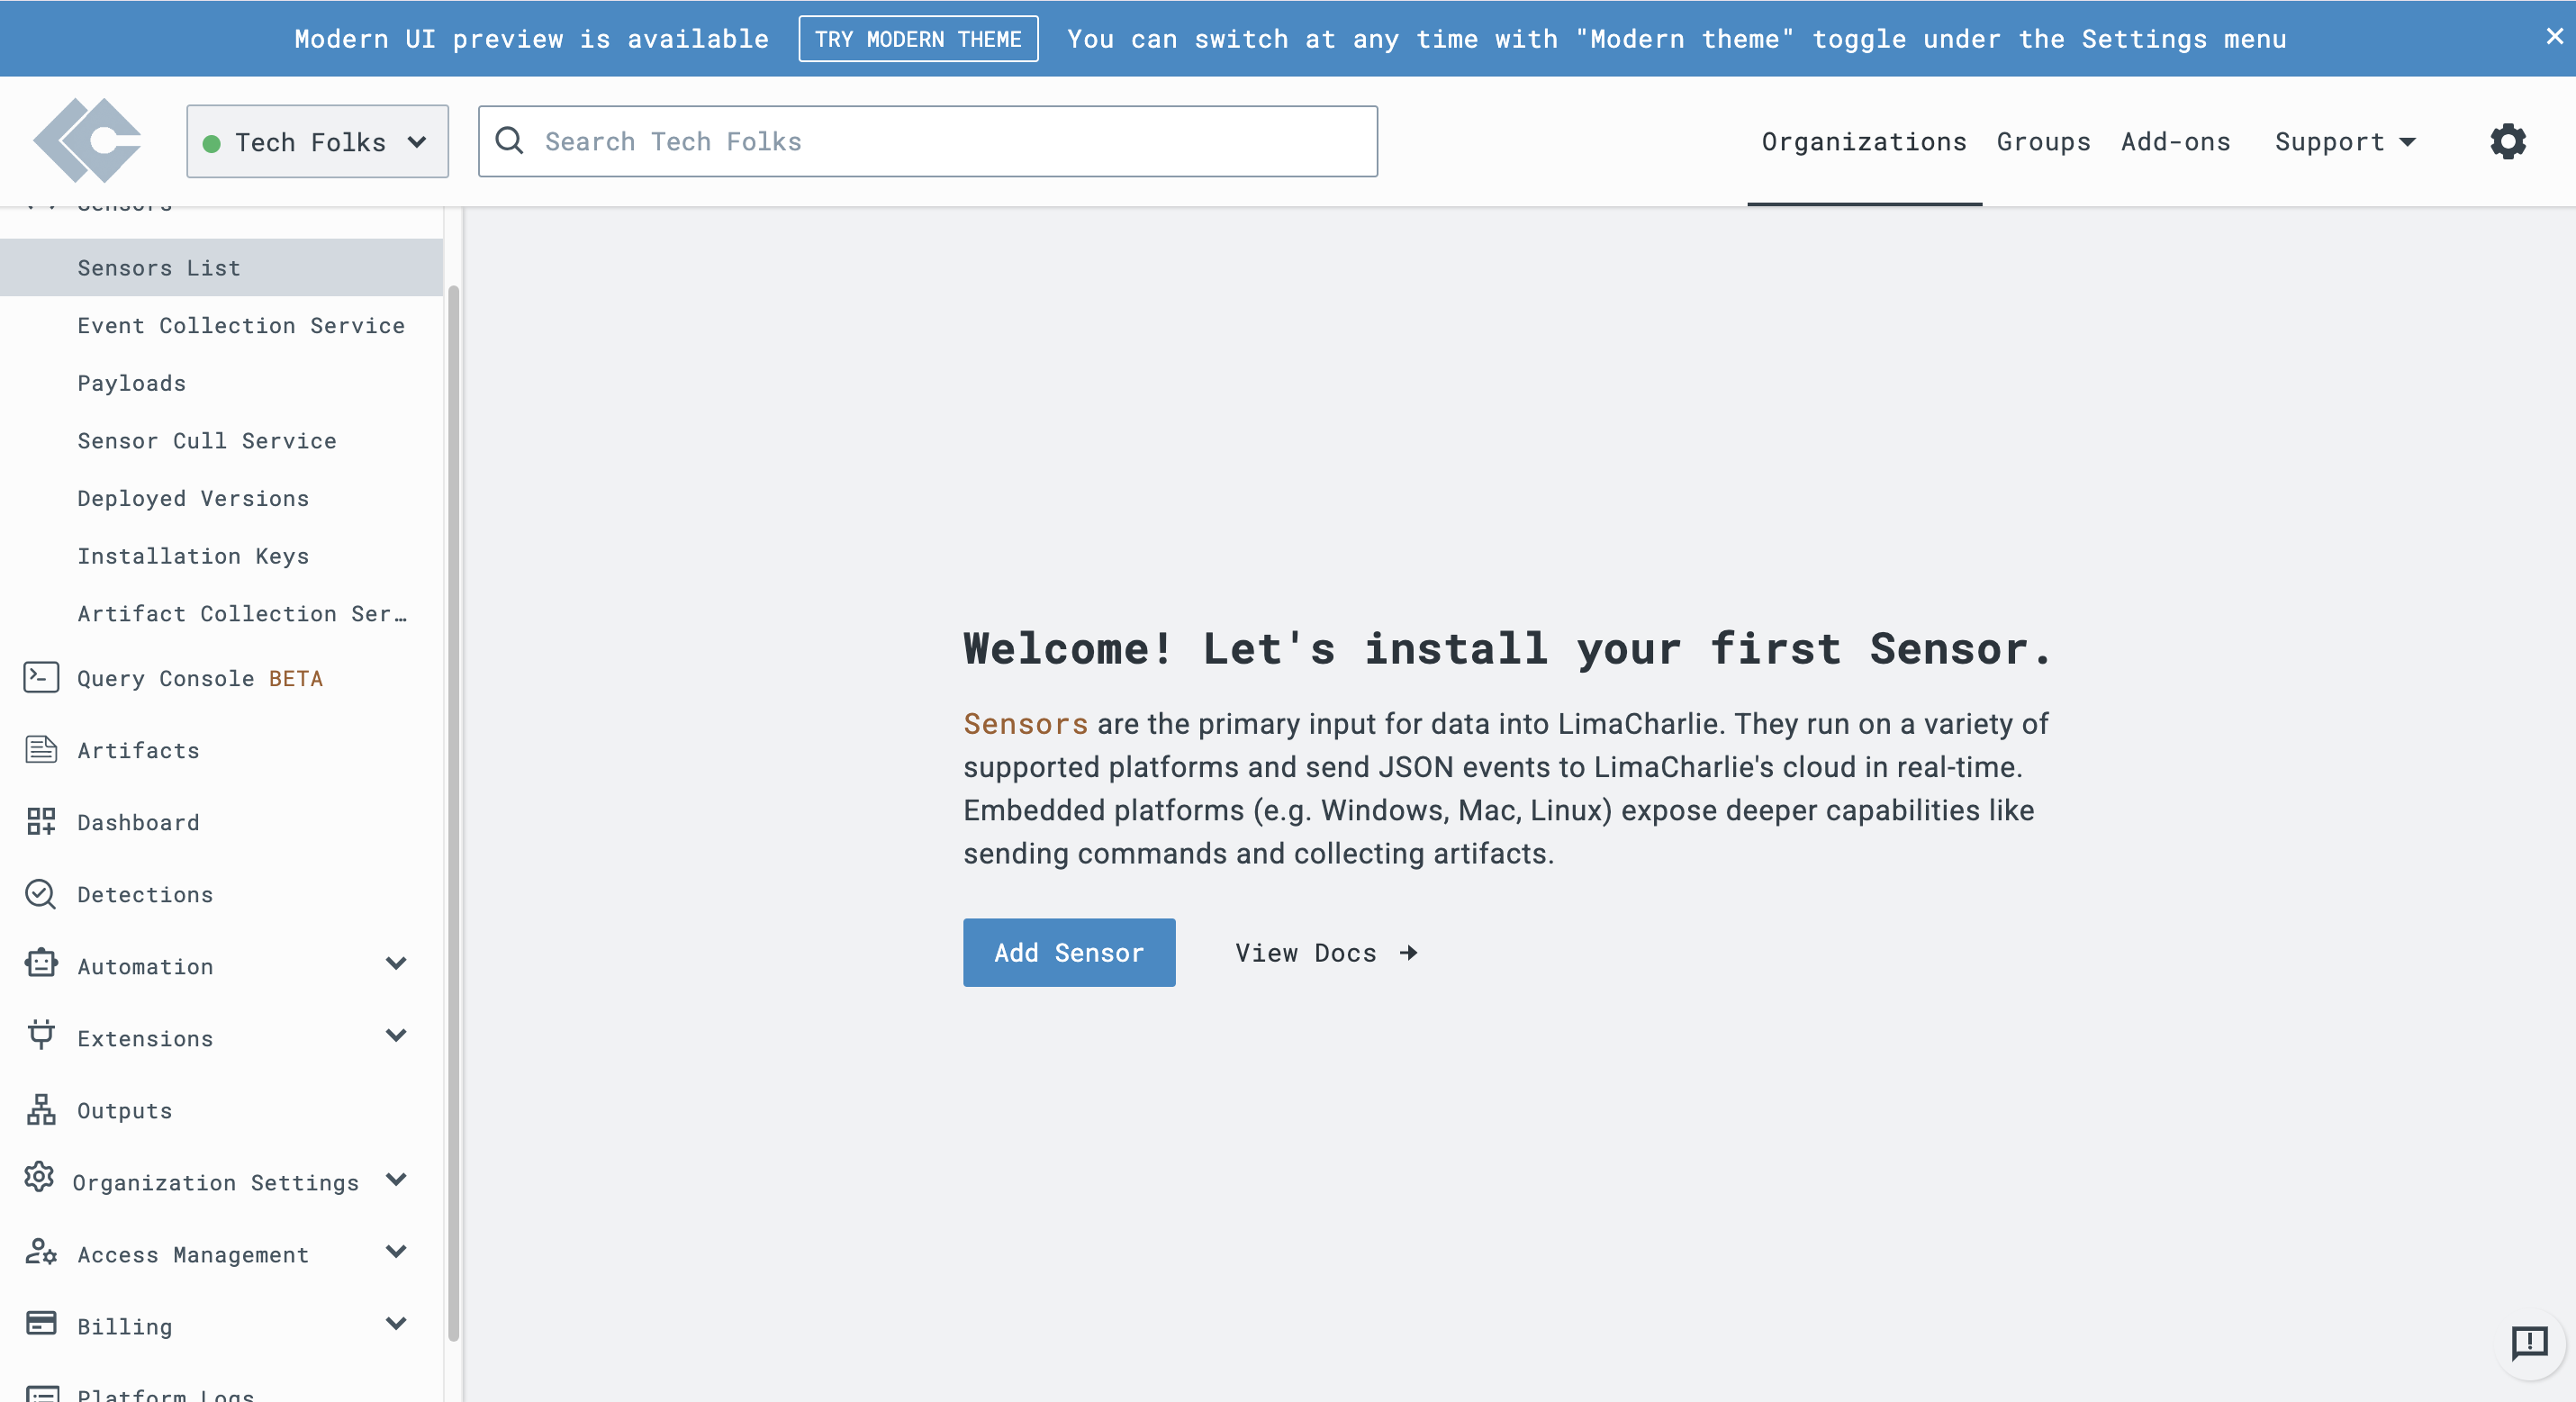 Modern UI preview is available
TRY MODERN THEME
You can switch at any time with "Modern theme" toggle under the Settings menu
Tech Folks
Search Tech Folks
Organizations
Groups
Add-ons
Support
Sensors
Sensors List
Event Collection Service
Payloads
Sensor Cull Service
Deployed Versions
Installation Keys
Artifact Collection Ser…
Query Console BETA
Artifacts
Dashboard
Detections
Automation
Extensions
Outputs
Organization Settings
Access Management
Billing
Platform Logs
Welcome! Let's install your first Sensor.
Sensors are the primary input for data into LimaCharlie. They run on a variety of
supported platforms and send JSON events to LimaCharlie's cloud in real-time.
Embedded platforms (e.g. Windows, Mac, Linux) expose deeper capabilities like
sending commands and collecting artifacts.
Add Sensor
View Docs